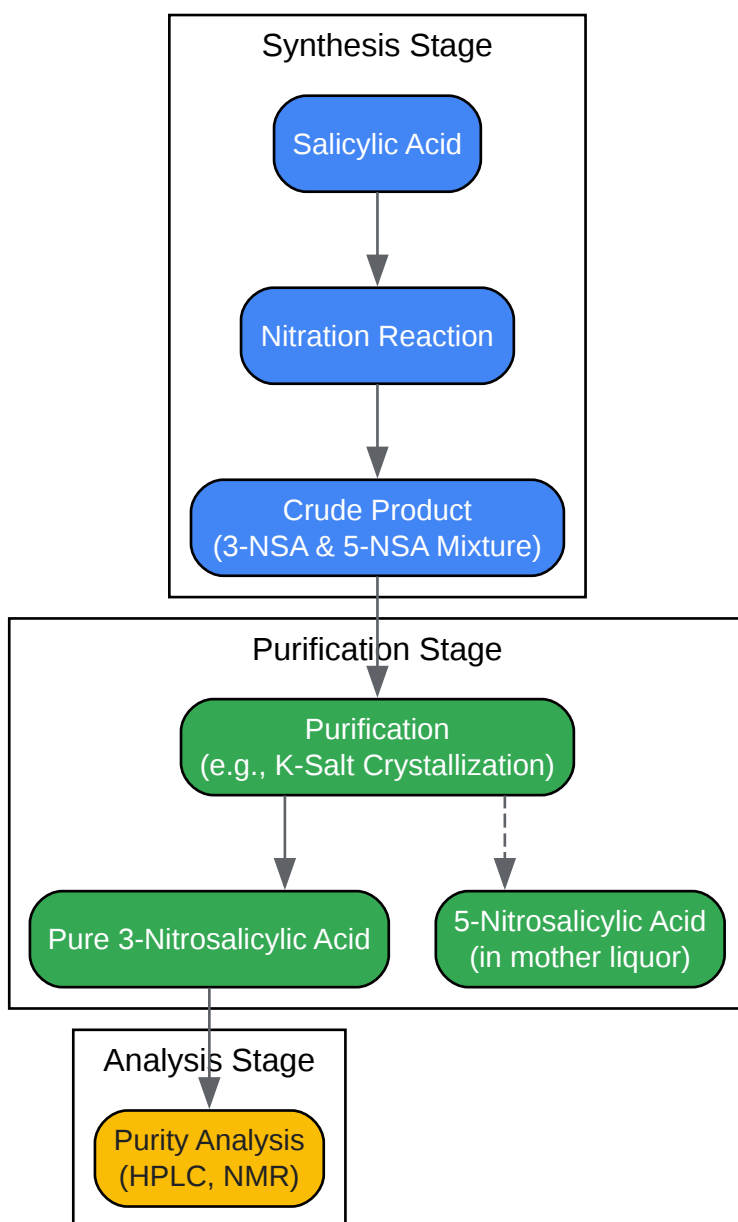 Synthesis Stage
Salicylic Acid
Nitration Reaction
Crude Product
(3-NSA & 5-NSA Mixture)
Purification Stage
Purification
(e.g., K-Salt Crystallization)
Pure 3-Nitrosalicylic Acid
5-Nitrosalicylic Acid
(in mother liquor)
Analysis Stage
Purity Analysis
(HPLC, NMR)